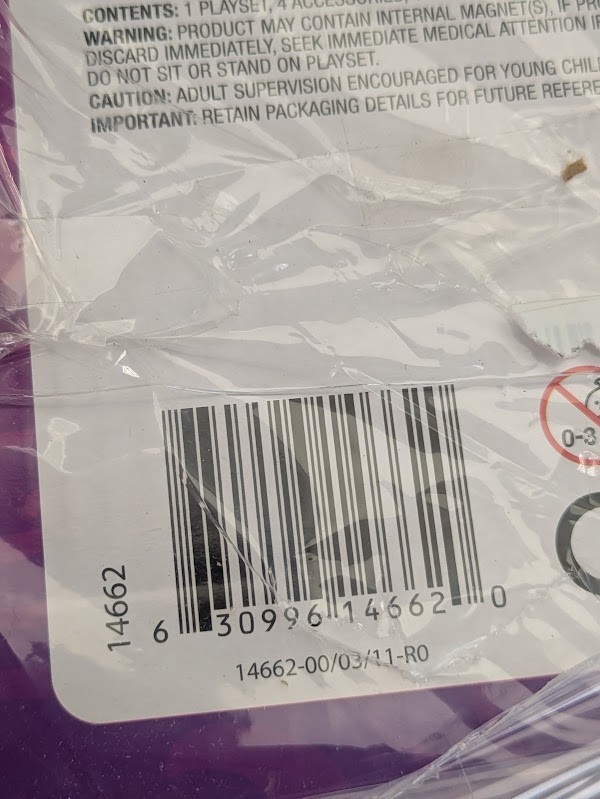 CONTENTS: 1 PLAYSET, 4
WARNING: PRODUCT MAY CONTAIN INTERNAL MAGNET(S), IF
DISCARD IMMEDIATELY, SEEK IMMEDIATE MEDICAL ATTENTION
DO NOT SIT OR STAND ON PLAYSET.
CAUTION: ADULT SUPERVISION ENCOURAGED FOR YOUNG
IMPORTANT: RETAIN PACKAGING DETAILS FOR FUTURE
0-3
14662
6 30996 14662 0
14662-00/03/11-R0